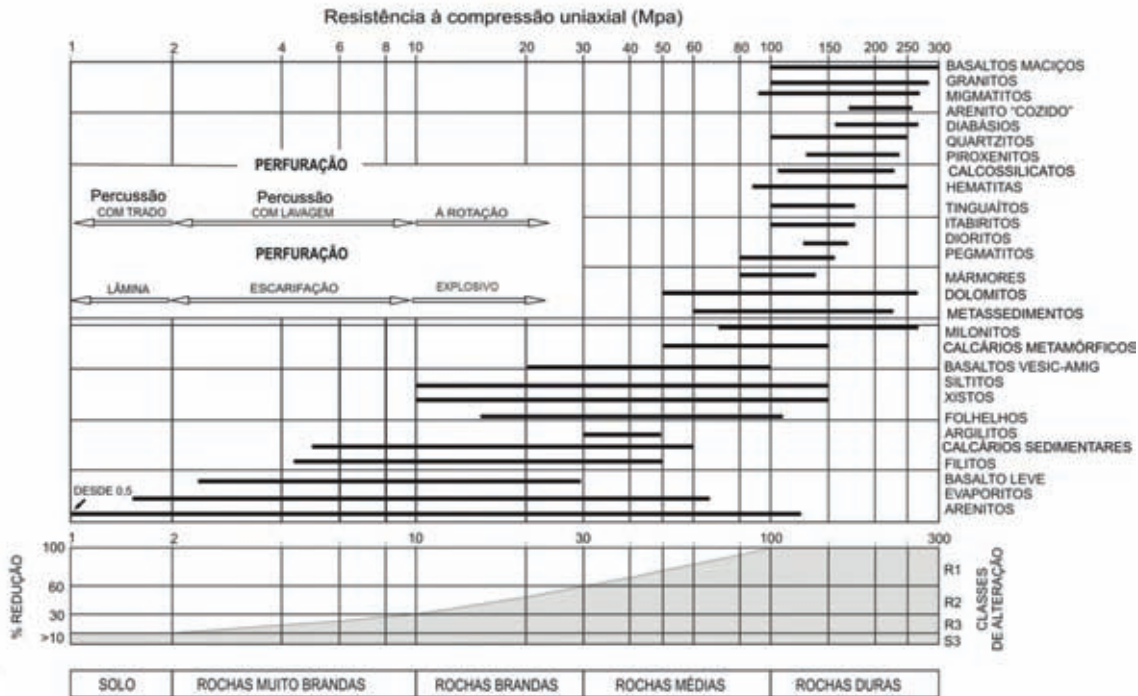 Resistência à compressão uniaxial (Mpa)
1 2 4 6 8 10 20 30 40 50 60 80 100 150 200 250 300
BASALTOS MACIÇOS
GRANITOS
MIGMATITOS
ARENITO “COZIDO”
DIABÁSIOS
QUARTZITOS
PERFURAÇÃO
PIROXENITOS
CALCOSSILICATOS
HEMATITAS
Percussão
COM TRADO
Percussão
COM LAVAGEM
À ROTAÇÃO
TINGUAÍTOS
ITABIRITOS
DIORITOS
PERFURAÇÃO
PEGMATITOS
MÁRMORES
LÂMINA
ESCARIFAÇÃO
EXPLOSIVO
DOLOMITOS
METASSEDIMENTOS
MILONITOS
CALCÁRIOS METAMÓRFICOS
BASALTOS VESIC-AMIG
SILTITOS
XISTOS
FOLHELHOS
ARGILITOS
CALCÁRIOS SEDIMENTARES
FILITOS
BASALTO LEVE
DESDE 0,5
EVAPORITOS
ARENITOS
1 2 10 20 30 100 300
% REDUÇÃO
100
60
30
>10
R1
R2
R3
S3
CLASSES
DE ALTERAÇÃO
SOLO
ROCHAS MUITO BRANDAS
ROCHAS BRANDAS
ROCHAS MÉDIAS
ROCHAS DURAS